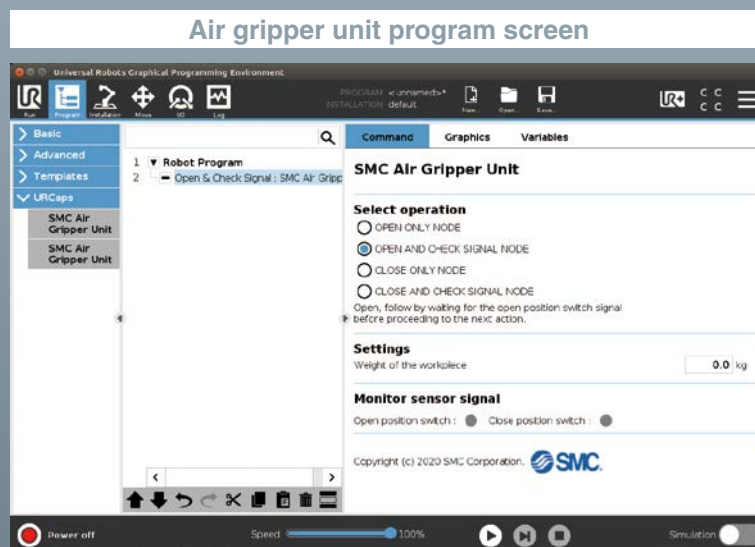 Air gripper unit program screen
Universal Robots Graphical Programming Environment
Run
Program
Installation
Move
I/O
Log
PROGRAM <unnamed>*
INSTALLATION default
New...
Open...
Save...
UR+
C C
C C
Basic
Advanced
Templates
URCaps
SMC Air
Gripper Unit
SMC Air
Gripper Unit
1 Robot Program
2 Open & Check Signal : SMC Air Gripp
Command Graphics Variables
SMC Air Gripper Unit
Select operation
OPEN ONLY NODE
OPEN AND CHECK SIGNAL NODE
CLOSE ONLY NODE
CLOSE AND CHECK SIGNAL NODE
Open, follow by waiting for the open position switch signal
before proceeding to the next action.
Settings
Weight of the workpiece 0.0 kg
Monitor sensor signal
Open position switch : Close position switch :
Copyright (c) 2020 SMC Corporation. SMC.
Power off
Speed 100%
Simulation